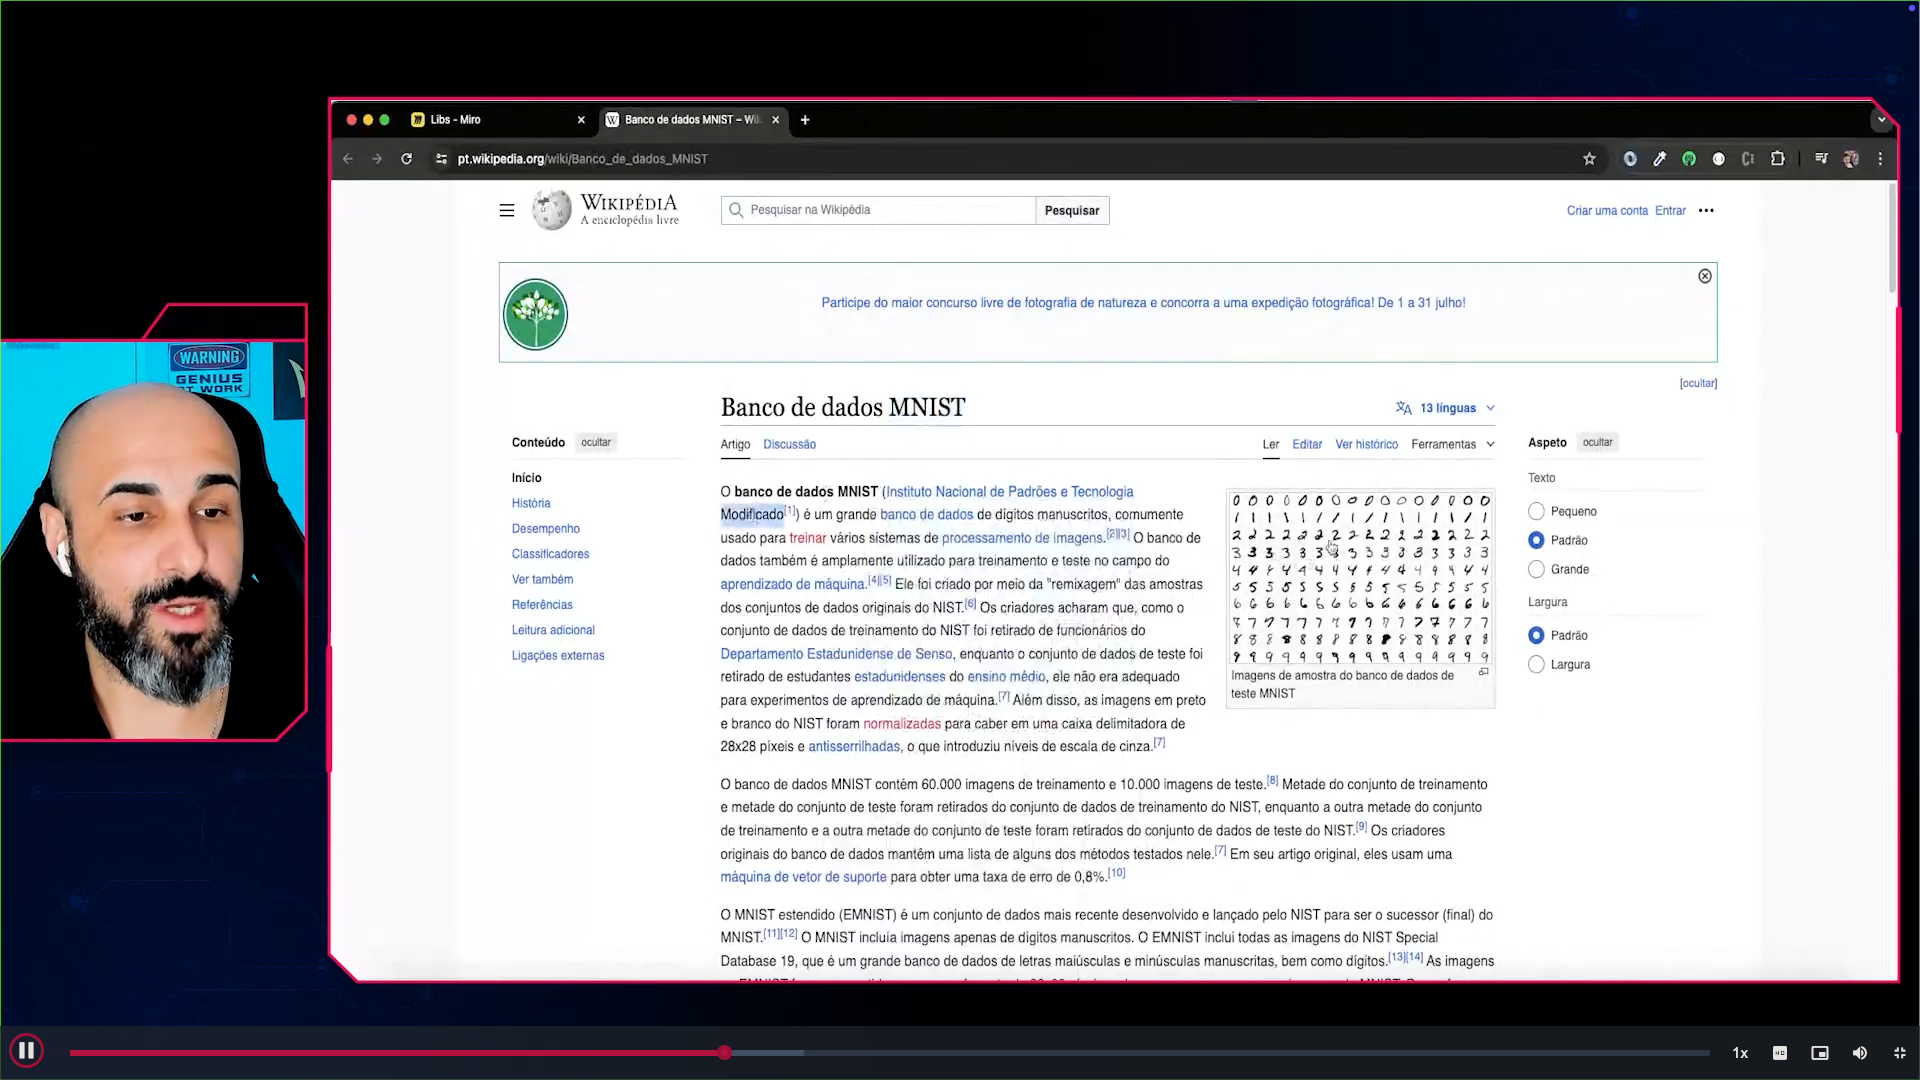 Libs - Miro
Banco de dados MNIST – Wi
pt.wikipedia.org/wiki/Banco_de_dados_MNIST
WIKIPÉDIA
A enciclopédia livre
Pesquisar na Wikipédia
Pesquisar
Criar uma conta Entrar
Participe do maior concurso livre de fotografia de natureza e concorra a uma expedição fotográfica! De 1 a 31 julho!
[ocultar]
WARNING
GENIUS
AT WORK
Banco de dados MNIST
13 línguas
Artigo Discussão
Ler Editar Ver histórico Ferramentas
Conteúdo ocultar
Início
História
Desempenho
Classificadores
Ver também
Referências
Leitura adicional
Ligações externas
O banco de dados MNIST (Instituto Nacional de Padrões e Tecnologia
Modificado[1]) é um grande banco de dados de dígitos manuscritos, comumente
usado para treinar vários sistemas de processamento de imagens.[2][3] O banco de
dados também é amplamente utilizado para treinamento e teste no campo do
aprendizado de máquina.[4][5] Ele foi criado por meio da "remixagem" das amostras
dos conjuntos de dados originais do NIST.[6] Os criadores acharam que, como o
conjunto de dados de treinamento do NIST foi retirado de funcionários do
Departamento Estadunidense de Senso, enquanto o conjunto de dados de teste foi
retirado de estudantes estadunidenses do ensino médio, ele não era adequado
para experimentos de aprendizado de máquina.[7] Além disso, as imagens em preto
e branco do NIST foram normalizadas para caber em uma caixa delimitadora de
28x28 píxeis e antisserrilhadas, o que introduziu níveis de escala de cinza.[7]
Imagens de amostra do banco de dados de
teste MNIST
O banco de dados MNIST contém 60.000 imagens de treinamento e 10.000 imagens de teste.[8] Metade do conjunto de treinamento
e metade do conjunto de teste foram retirados do conjunto de dados de treinamento do NIST, enquanto a outra metade do conjunto
de treinamento e a outra metade do conjunto de teste foram retirados do conjunto de dados de teste do NIST.[9] Os criadores
originais do banco de dados mantêm uma lista de alguns dos métodos testados nele.[7] Em seu artigo original, eles usam uma
máquina de vetor de suporte para obter uma taxa de erro de 0,8%.[10]
O MNIST estendido (EMNIST) é um conjunto de dados mais recente desenvolvido e lançado pelo NIST para ser o sucessor (final) do
MNIST.[11][12] O MNIST incluía imagens apenas de dígitos manuscritos. O EMNIST inclui todas as imagens do NIST Special
Database 19, que é um grande banco de dados de letras maiúsculas e minúsculas manuscritas, bem como dígitos.[13][14] As imagens
Aspeto ocultar
Texto
Pequeno
Padrão
Grande
Largura
Padrão
Largura
1x